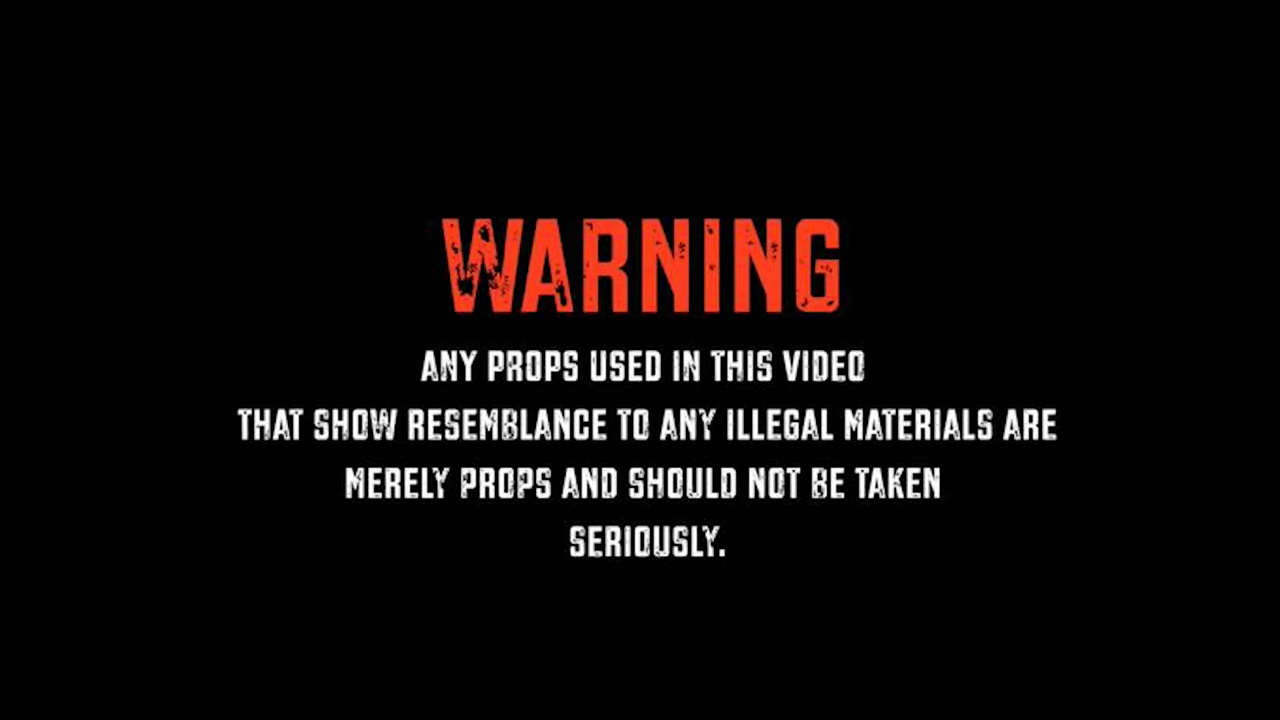 WARNING
ANY PROPS USED IN THIS VIDEO
THAT SHOW RESEMBLANCE TO ANY ILLEGAL MATERIALS ARE
MERELY PROPS AND SHOULD NOT BE TAKEN
SERIOUSLY.